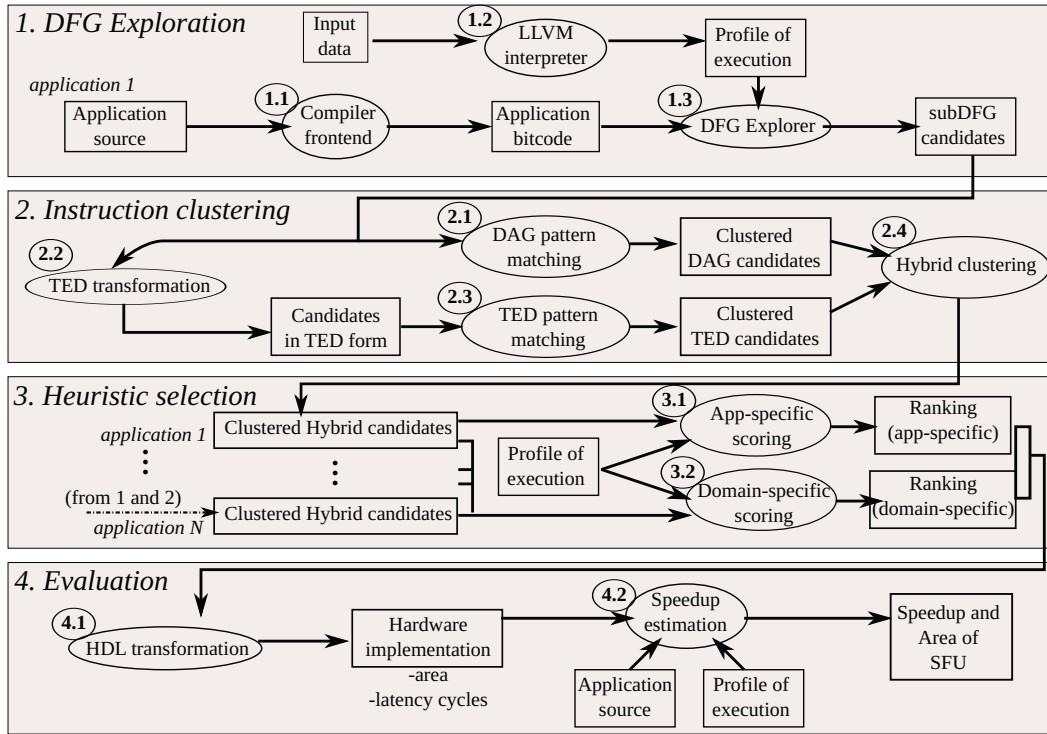 1. DFG Exploration
Input
data
1.2
LLVM
interpreter
Profile of
execution
application 1
Application
source
1.1
Compiler
frontend
Application
bitcode
1.3
DFG Explorer
subDFG
candidates
2. Instruction clustering
2.2
TED transformation
2.1
DAG pattern
matching
Clustered
DAG candidates
2.4
Hybrid clustering
Candidates
in TED form
2.3
TED pattern
matching
Clustered
TED candidates
3. Heuristic selection
application 1
Clustered Hybrid candidates
3.1
App-specific
scoring
Ranking
(app-specific)
Profile of
execution
(from 1 and 2)
application N
Clustered Hybrid candidates
3.2
Domain-specific
scoring
Ranking
(domain-specific)
4. Evaluation
4.1
HDL transformation
Hardware
implementation
-area
-latency cycles
4.2
Speedup
estimation
Application
source
Profile of
execution
Speedup and
Area of
SFU